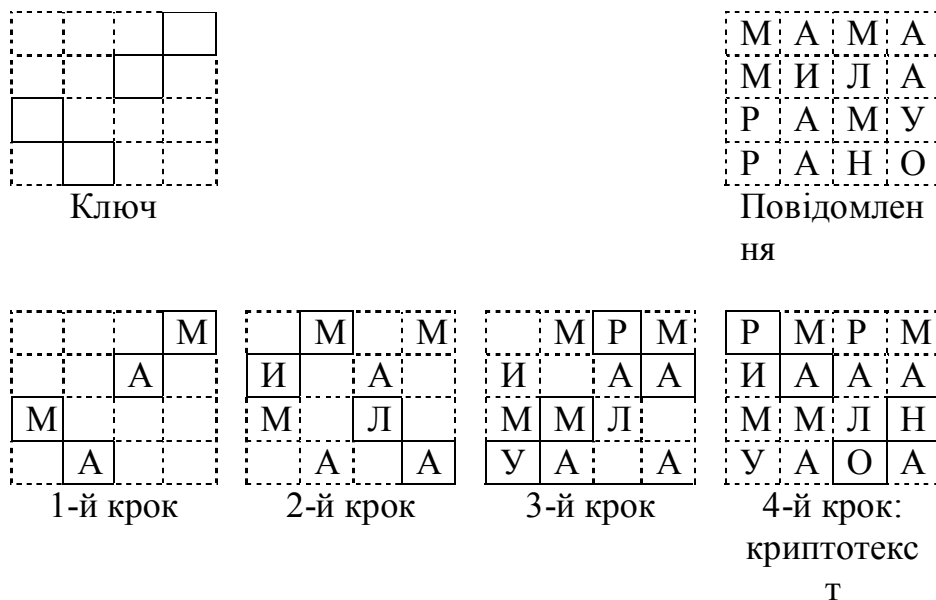 М А М А
М И Л А
Р А М У
Р А Н О
Ключ
Повідомлен
ня
М
А
М
А
1-й крок
М М
И А
М Л
А А
2-й крок
М Р М
И А А
М М Л
У А А
3-й крок
Р М Р М
И А А А
М М Л Н
У А О А
4-й крок:
криптотекс
т